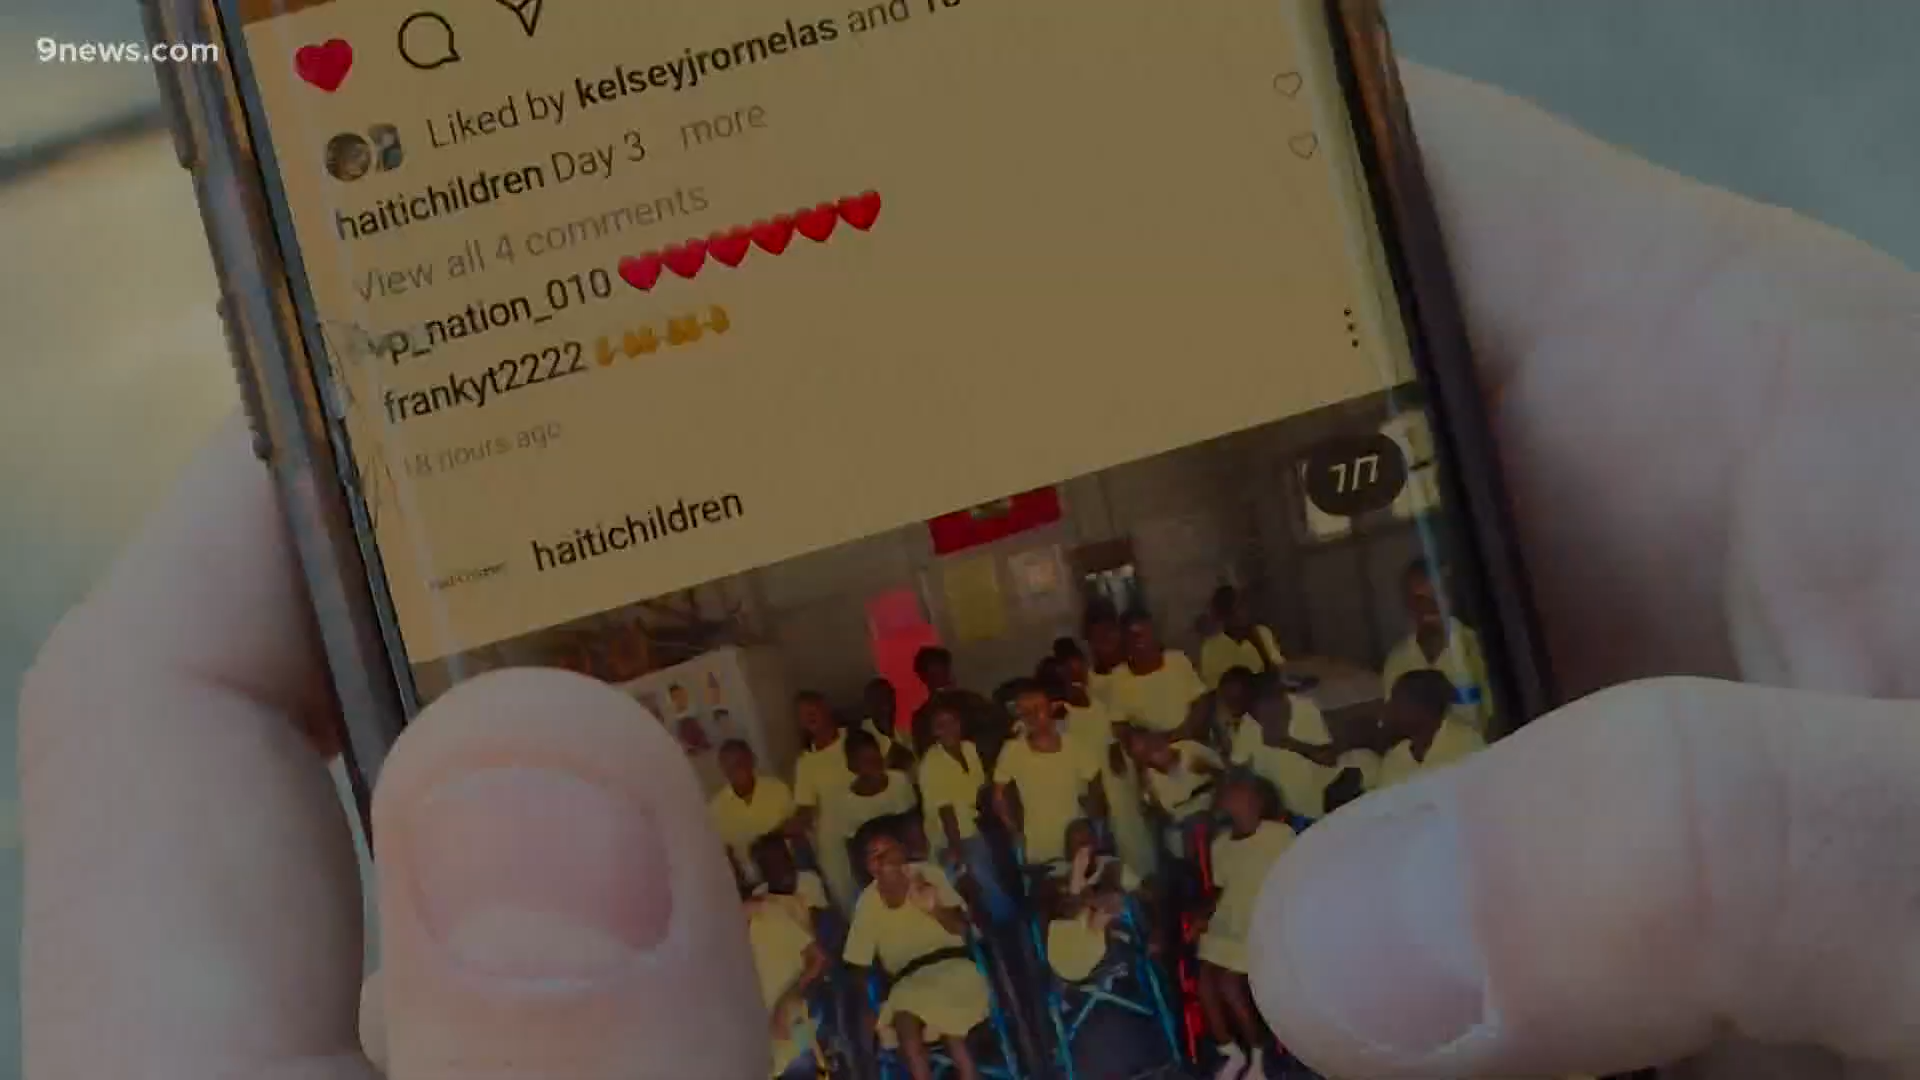 9news.com
Liked by kelseyjrornelas and
haitichildren Day 3 more
View all 4 comments
p_nation_010 ❤❤❤❤❤❤
frankyt2222
18 hours ago
haitichildren
7/7